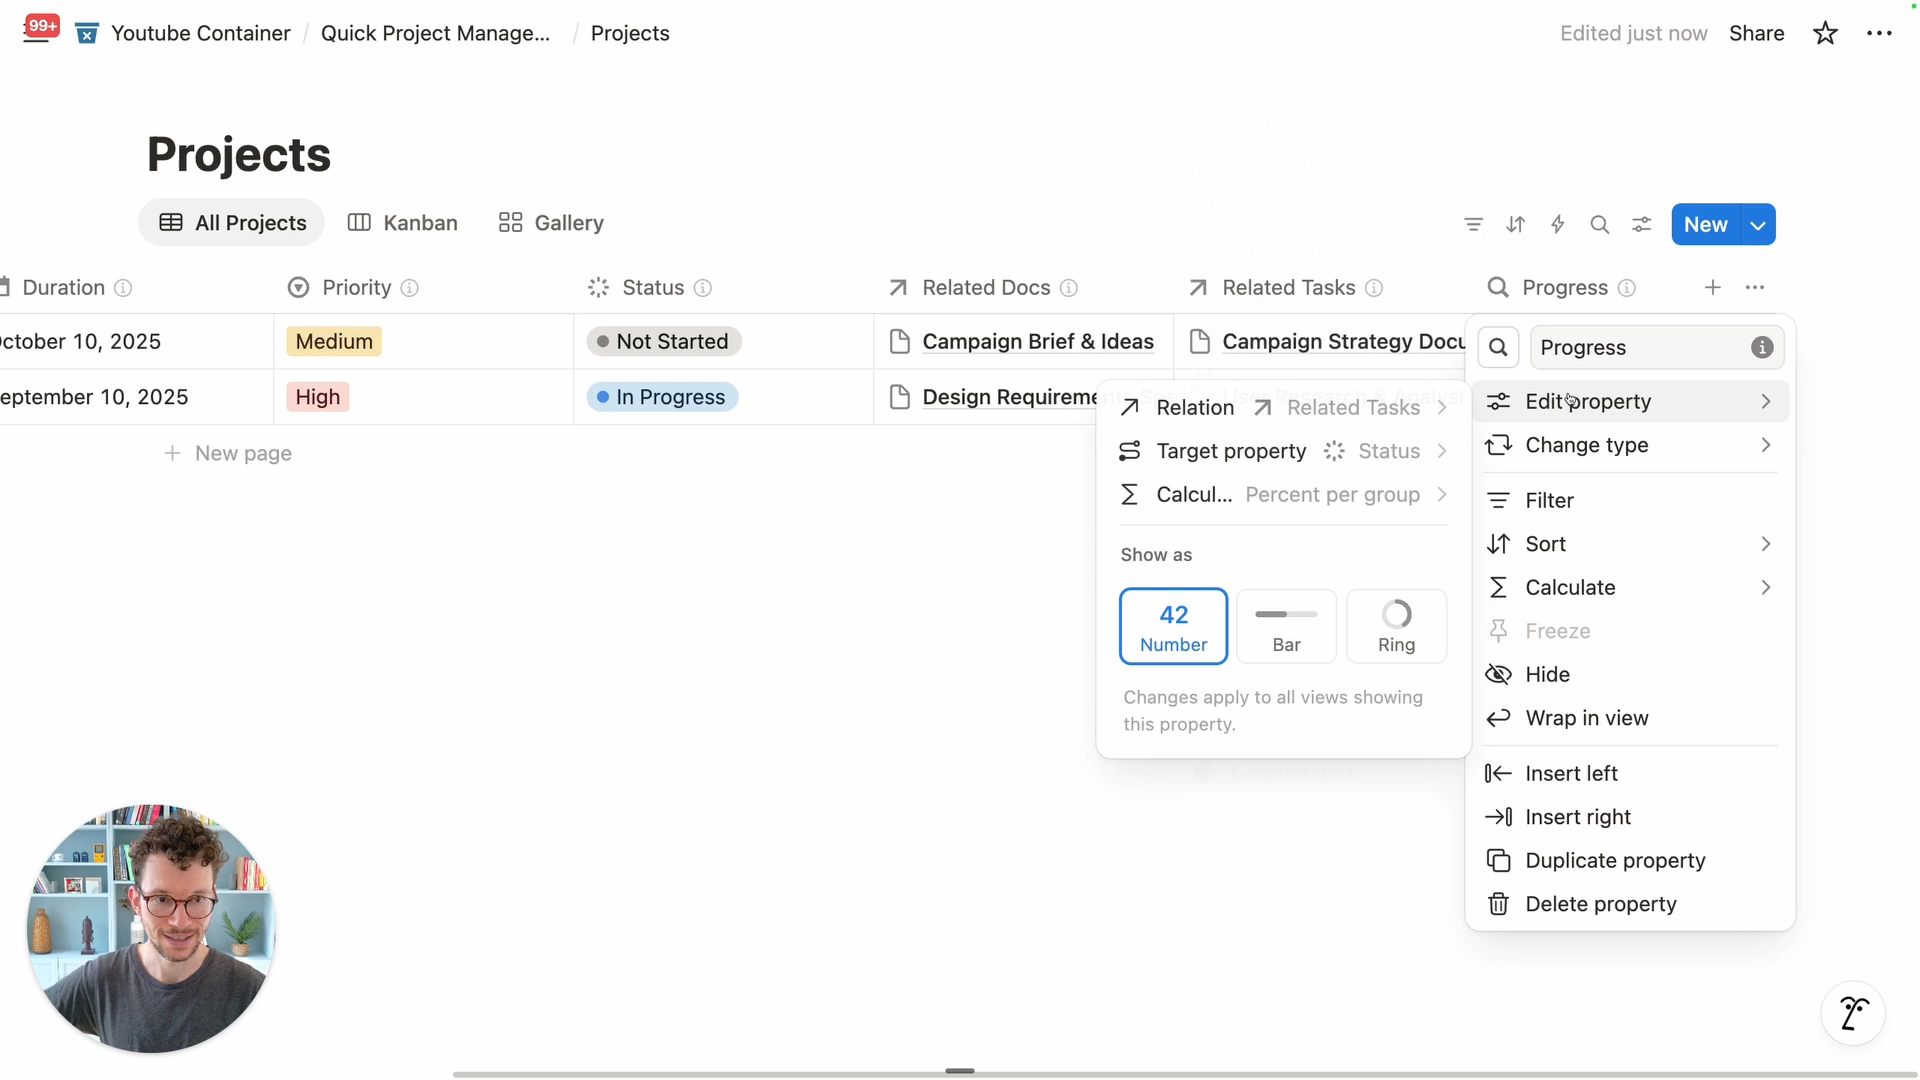 99+ Youtube Container / Quick Project Manage... / Projects Edited just now Share
Projects
All Projects Kanban Gallery New
Duration Priority Status Related Docs Related Tasks Progress
ctober 10, 2025 Medium Not Started Campaign Brief & Ideas Campaign Strategy Docu
eptember 10, 2025 High In Progress Design Requireme
New page
Progress
Edit property
Change type
Filter
Sort
Calculate
Freeze
Hide
Wrap in view
Insert left
Insert right
Duplicate property
Delete property
Relation Related Tasks
Target property Status
Calcul... Percent per group
Show as
42
Number Bar Ring
Changes apply to all views showing
this property.